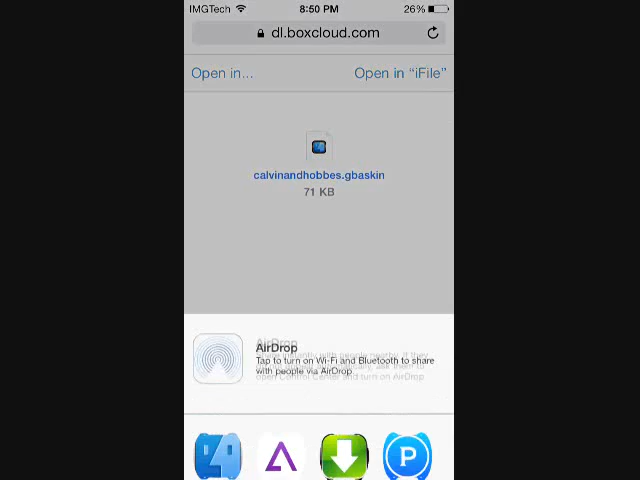 IMGTech 8:50 PM 26%
dl.boxcloud.com
Open in... Open in “iFile”
calvinandhobbes.gbaskin
71 KB
AirDrop
Tap to turn on Wi-Fi and Bluetooth to share
with people via AirDrop
P